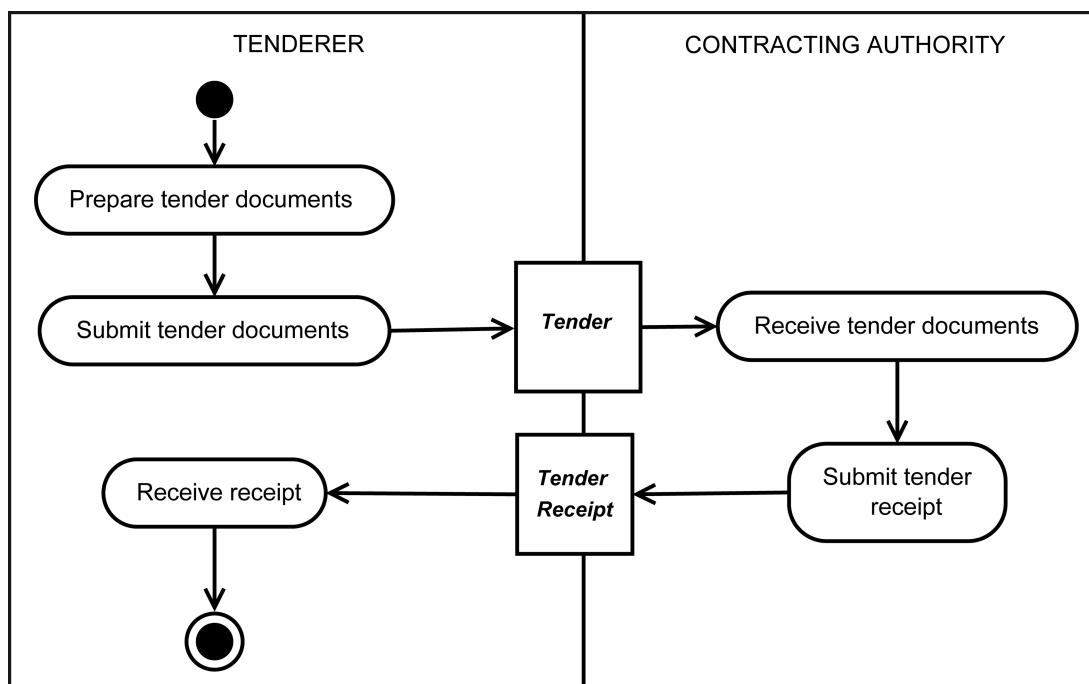 TENDERER
CONTRACTING AUTHORITY
Prepare tender documents
Submit tender documents
Tender
Receive tender documents
Submit tender
receipt
Tender
Receipt
Receive receipt